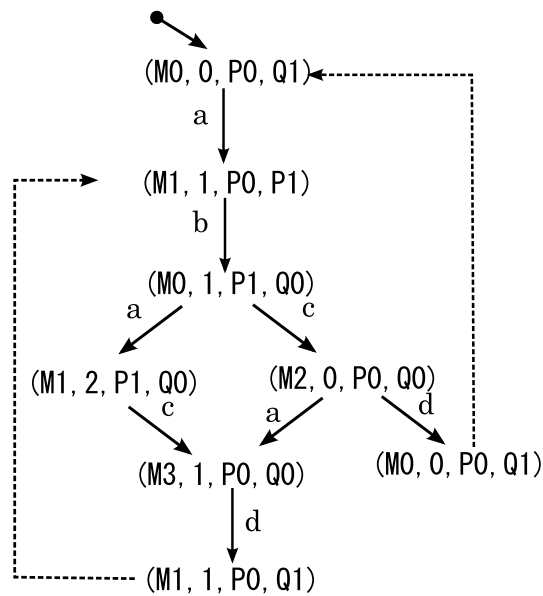 (M0, 0, P0, Q1)
a
(M1, 1, P0, P1)
b
(M0, 1, P1, Q0)
a
c
(M1, 2, P1, Q0)
(M2, 0, P0, Q0)
c
a
d
(M3, 1, P0, Q0)
(M0, 0, P0, Q1)
d
(M1, 1, P0, Q1)